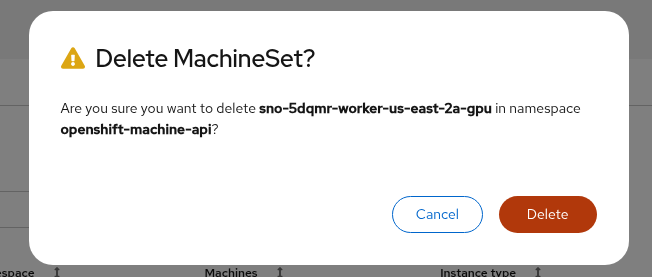 Delete MachineSet?
Are you sure you want to delete sno-5dqmr-worker-us-east-2a-gpu in namespace
openshift-machine-api?
Cancel Delete
Machines Instance type